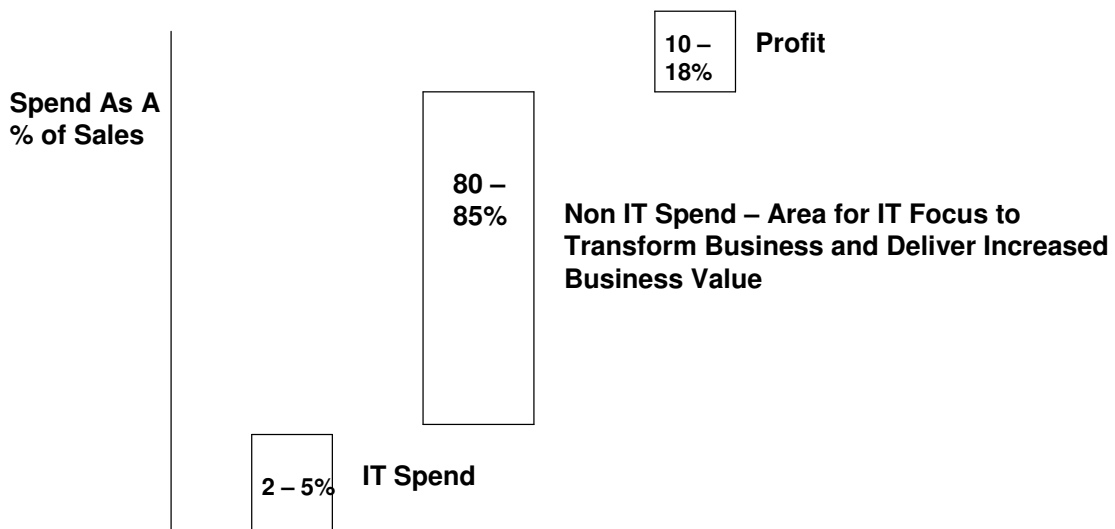 10 –
18%
Profit
Spend As A
% of Sales
80 –
85%
Non IT Spend – Area for IT Focus to
Transform Business and Deliver Increased
Business Value
2 – 5%
IT Spend